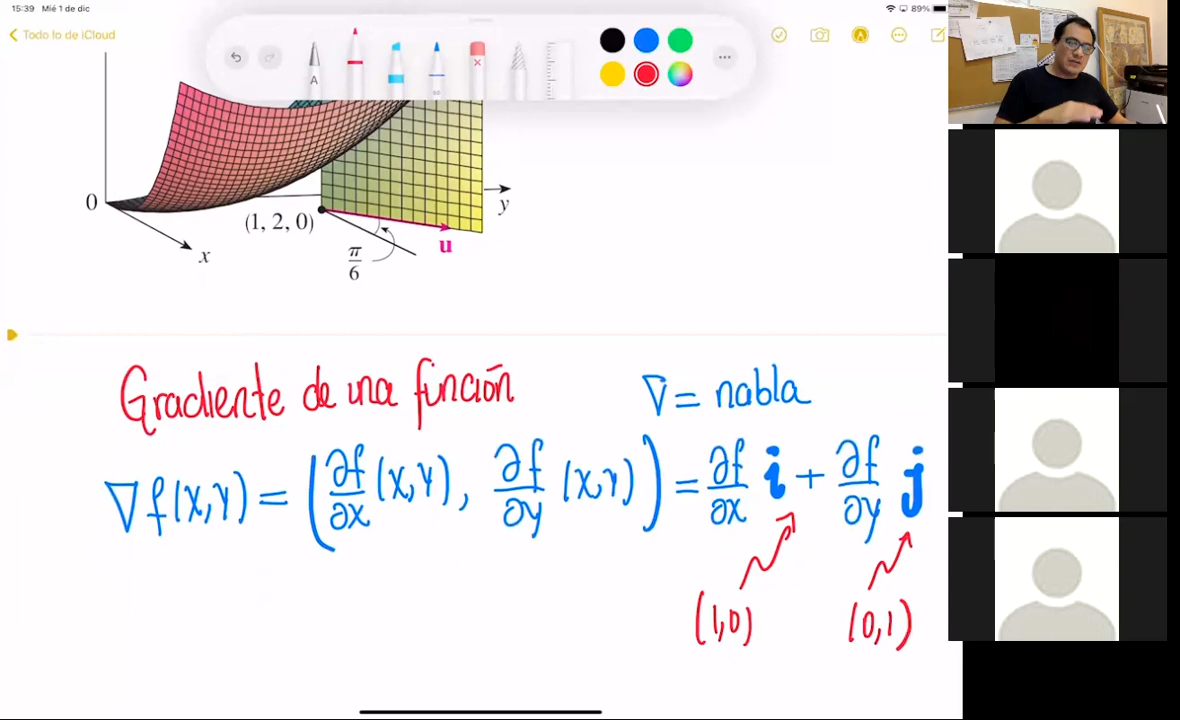 15:39 Mié 1 de dic
89%
Todo lo de iCloud
A
80
0
(1, 2, 0)
x
y
π/6
u
Gradiente de una función
∇ = nabla
∇f(x,y) = (∂f/∂x (x,y), ∂f/∂y (x,y)) = ∂f/∂x i + ∂f/∂y j
(1,0)
(0,1)